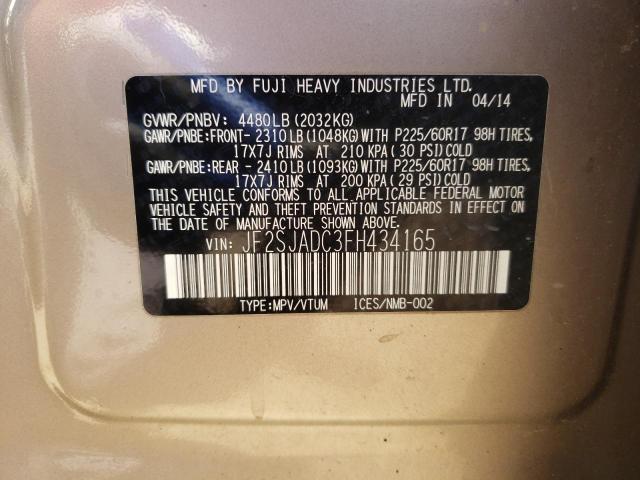 MFD BY FUJI HEAVY INDUSTRIES LTD.
MFD IN 04/14
GVWR/PNBV: 4480LB (2032KG)
GAWR/PNBE:FRONT- 2310LB (1048KG)WITH P225/60R17 98H TIRES,
17X7J RIMS AT 210 KPA ( 30 PSI)COLD
GAWR/PNBE:REAR - 2410LB (1093KG)WITH P225/60R17 98H TIRES,
17X7J RIMS AT 200 KPA (29 PSI)COLD
THIS VEHICLE CONFORMS TO ALL APPLICABLE FEDERAL MOTOR
VEHICLE SAFETY AND THEFT PREVENTION STANDARDS IN EFFECT ON
THE DATE OF MANUFACTURE SHOWN ABOVE.
VIN: JF2SJADC3FH434165
TYPE:MPV/VTUM ICES/NMB-002